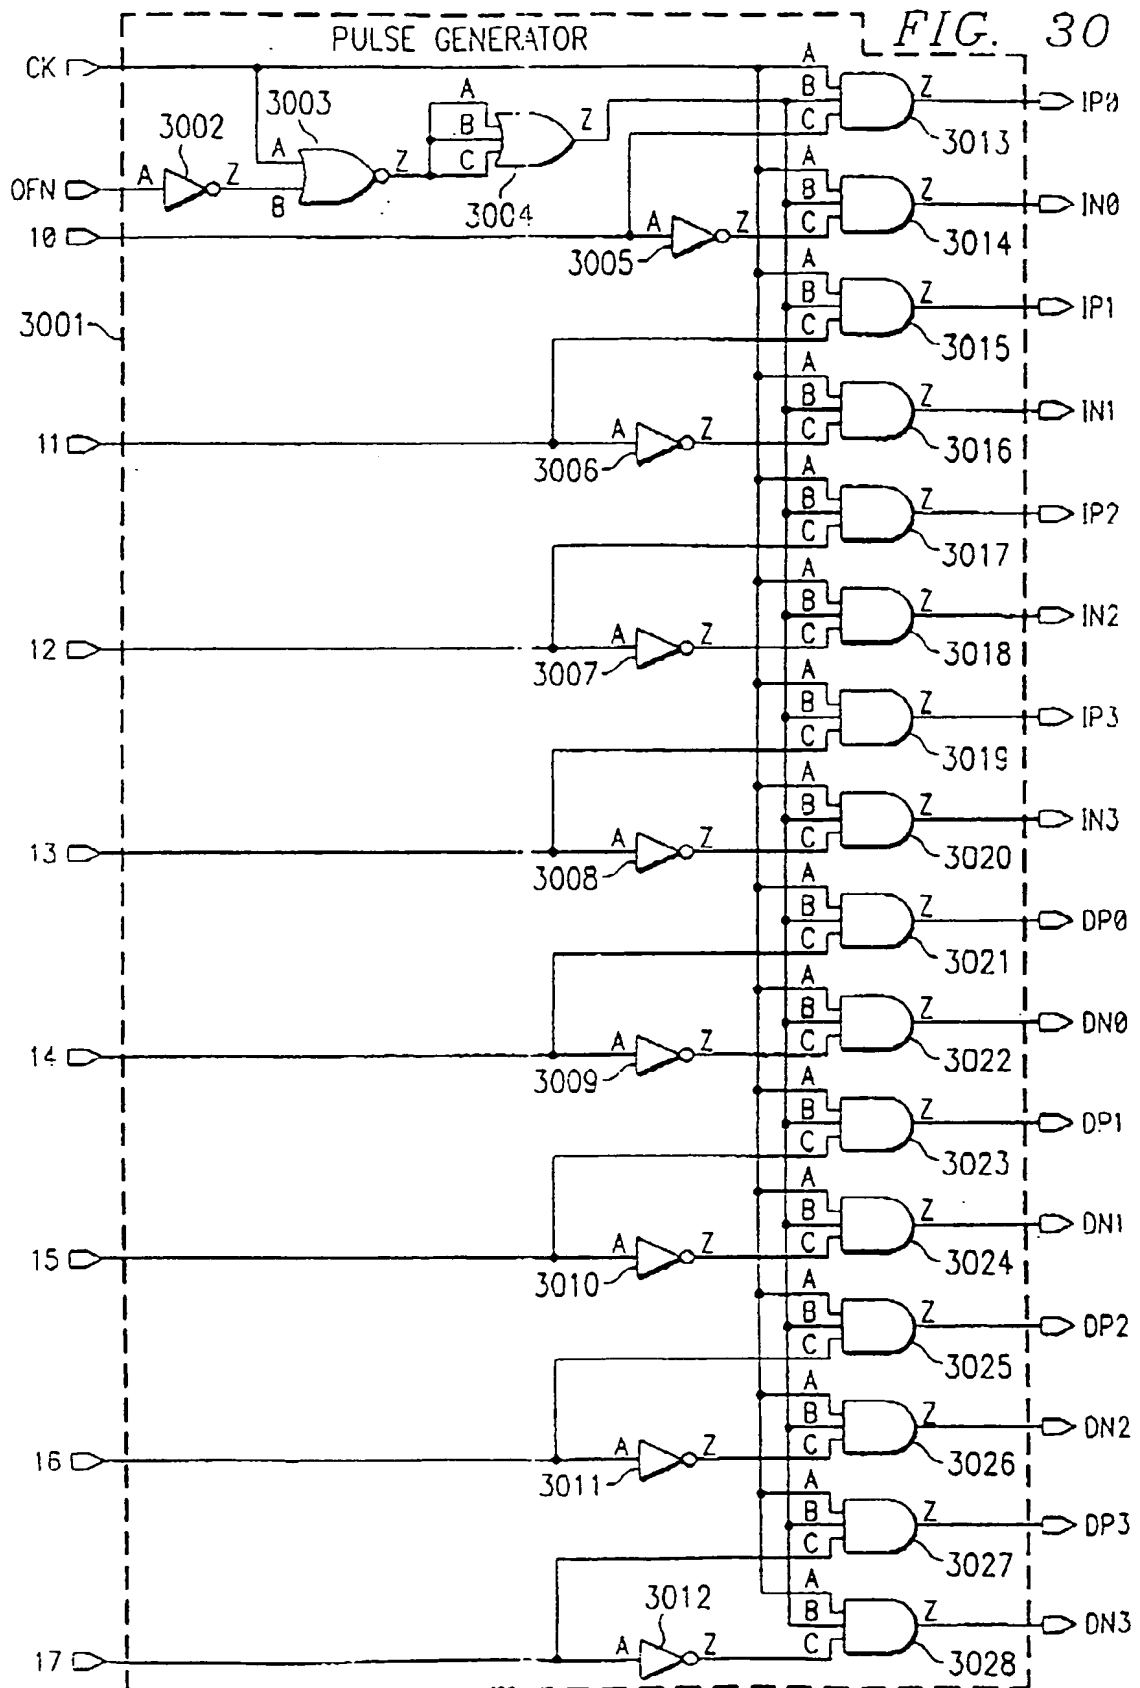 FIG. 30
PULSE GENERATOR
CK
3003
A
B
C
Z
A
B
C
Z
IP0
3013
3002
A
Z
A
B
Z
3004
OFN
A
B
C
Z
IN0
3014
10
A
Z
3005
3001
A
B
C
Z
IP1
3015
A
B
C
Z
IN1
3016
11
A
Z
3006
A
B
C
Z
IP2
3017
A
B
C
Z
IN2
3018
12
A
Z
3007
A
B
C
Z
IP3
3019
A
B
C
Z
IN3
3020
13
A
Z
3008
A
B
C
Z
DP0
3021
A
B
C
Z
DN0
3022
14
A
Z
3009
A
B
C
Z
DP1
3023
A
B
C
Z
DN1
3024
15
A
Z
3010
A
B
C
Z
DP2
3025
A
B
C
Z
DN2
3026
16
A
Z
3011
A
B
C
Z
DP3
3027
A
B
C
Z
DN3
3028
17
3012
A
Z